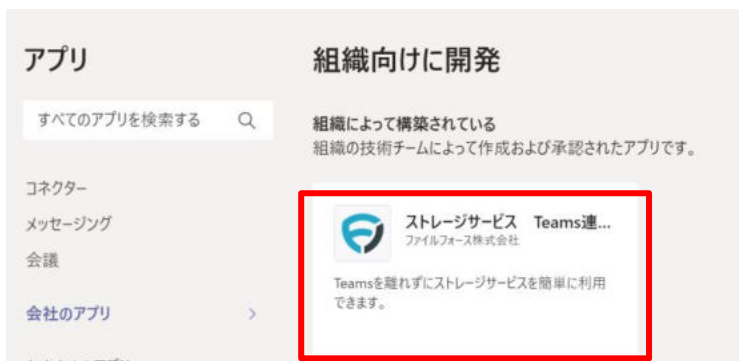 アプリ
すべてのアプリを検索する
コネクター
メッセージング
会議
会社のアプリ
組織向けに開発
組織によって構築されている
組織の技術チームによって作成および承認されたアプリです。
ストレージサービス　Teams連...
ファイルフォース株式会社
Teamsを離れずにストレージサービスを簡単に利用
できます。